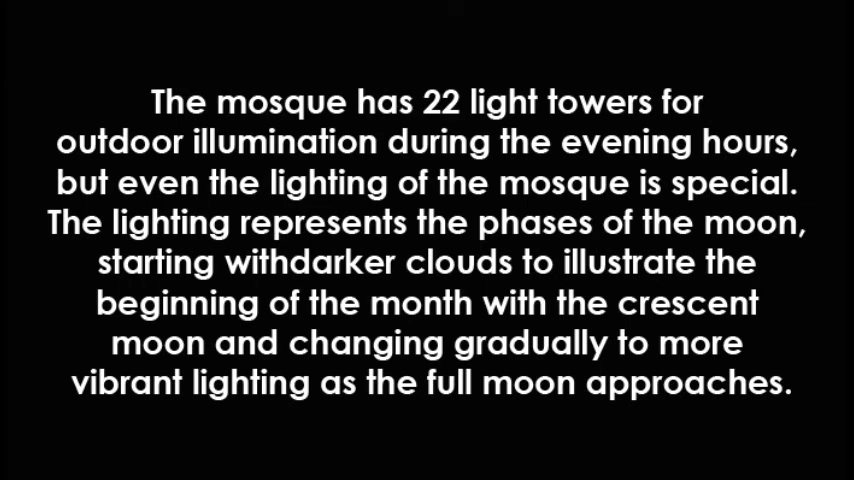 The mosque has 22 light towers for
outdoor illumination during the evening hours,
but even the lighting of the mosque is special.
The lighting represents the phases of the moon,
starting withdarker clouds to illustrate the
beginning of the month with the crescent
moon and changing gradually to more
vibrant lighting as the full moon approaches.